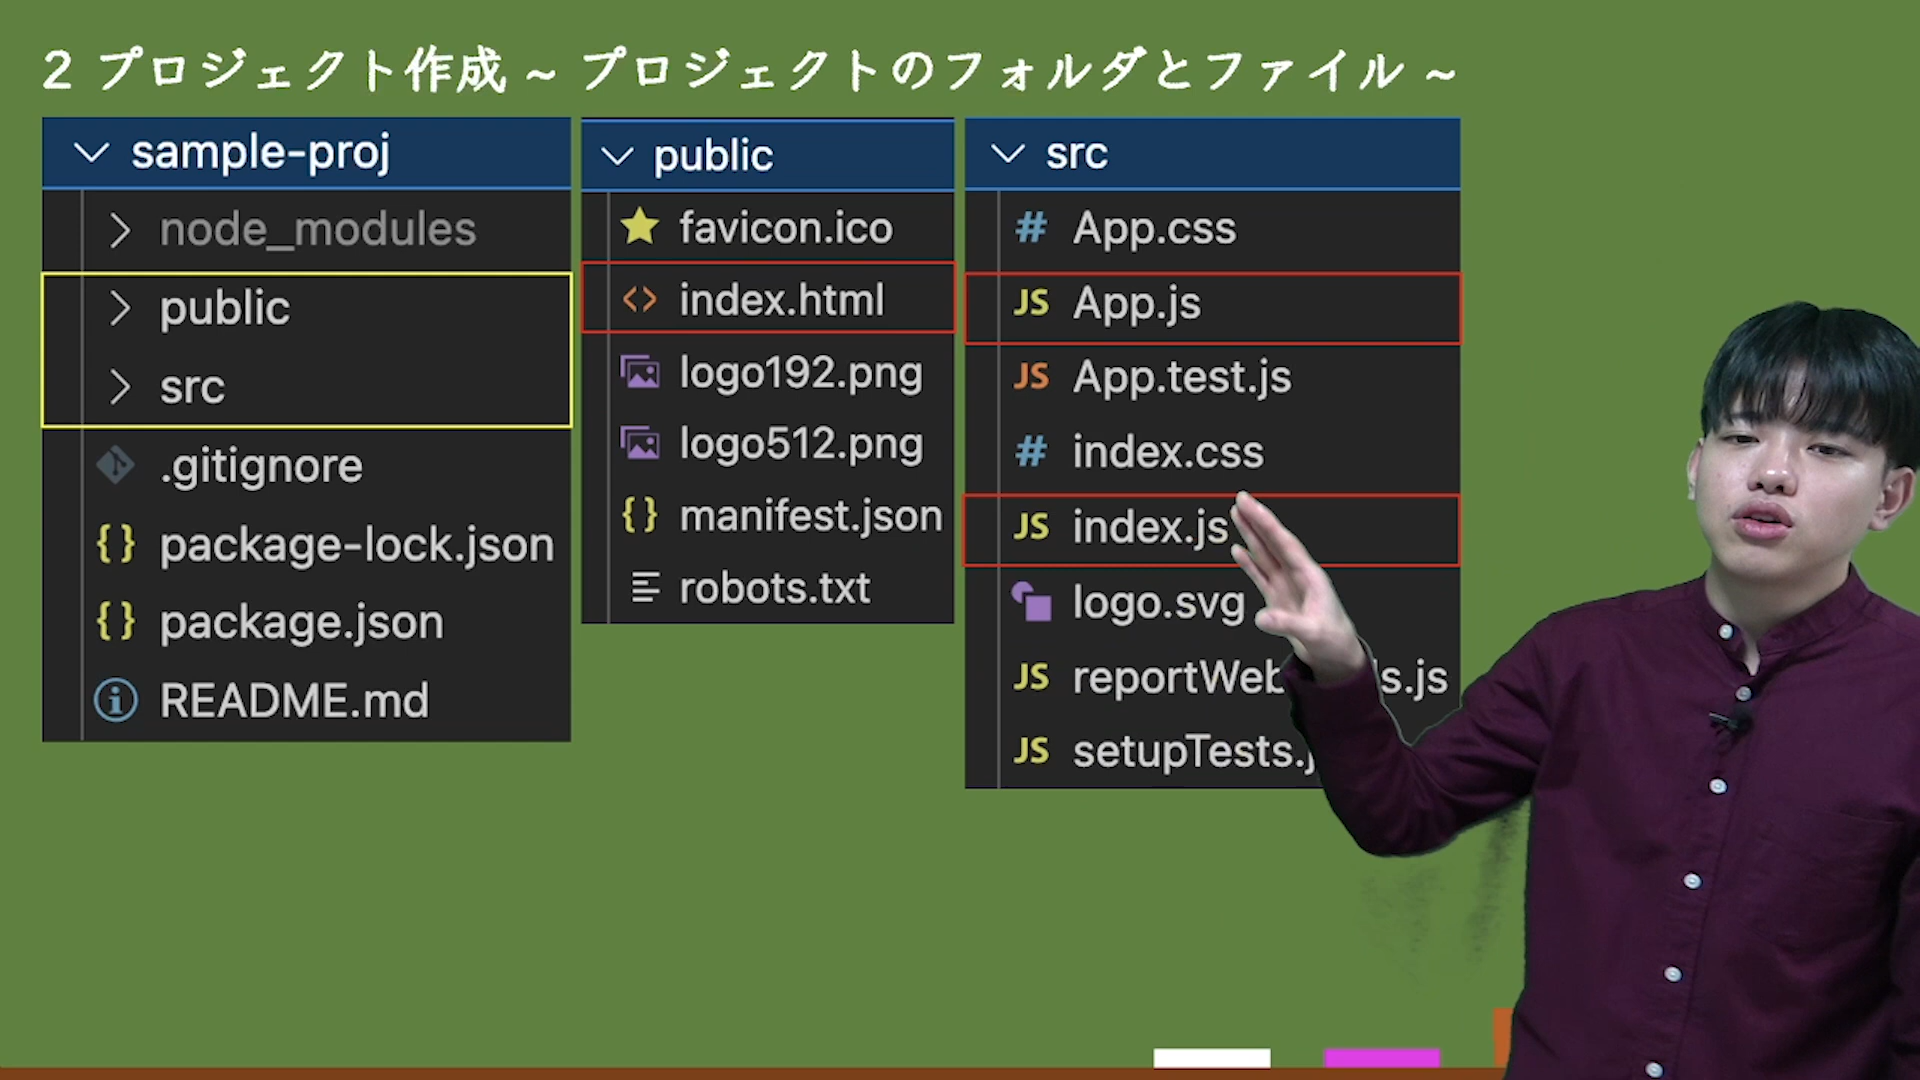 2 プロジェクト作成 ~ プロジェクトのフォルダとファイル ~
sample-proj
node_modules
public
src
.gitignore
package-lock.json
package.json
README.md
public
favicon.ico
index.html
logo192.png
logo512.png
manifest.json
robots.txt
src
App.css
JS App.js
JS App.test.js
index.css
JS index.js
logo.svg
JS
JS